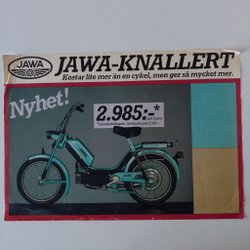 JAWA
JAWA-KNALLERT
Kostar lite mer än en cykel, men ger så mycket mer.
Nyhet!
2.985:-*